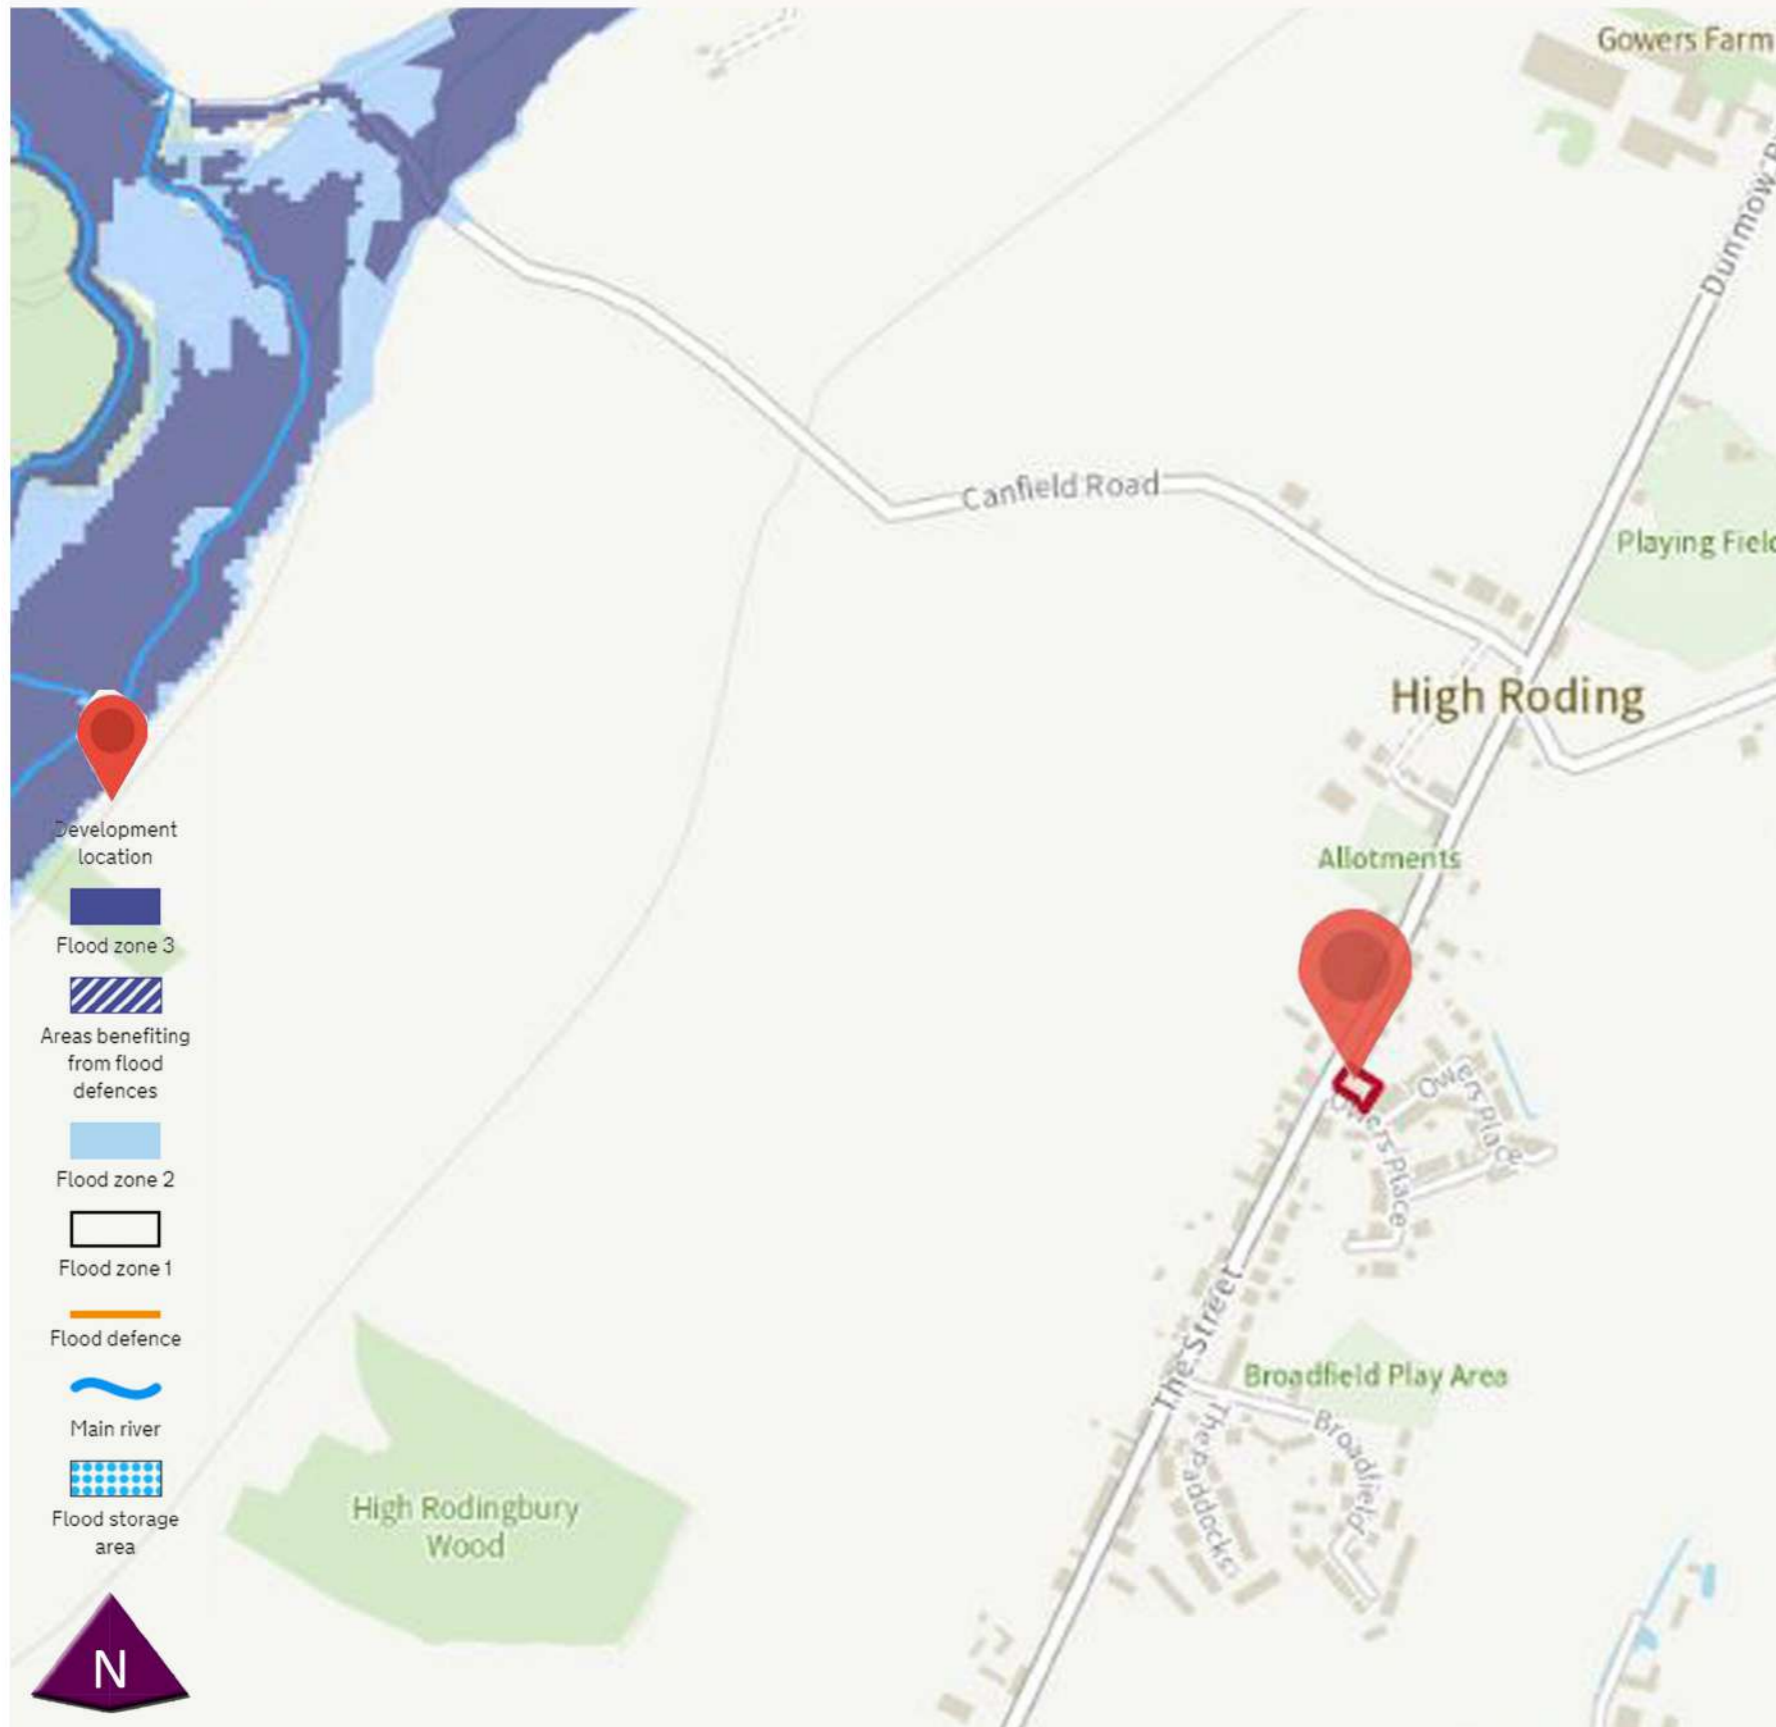 Gowers Farm
Dunmow
Canfield Road
Playing Field
High Roding
Allotments
Owers Place
Owers Place
The Street
Broadfield Play Area
Broadfield
The Paddocks
High Rodingbury
Wood
Development
location
Flood zone 3
Areas benefiting
from flood
defences
Flood zone 2
Flood zone 1
Flood defence
Main river
Flood storage
area
N